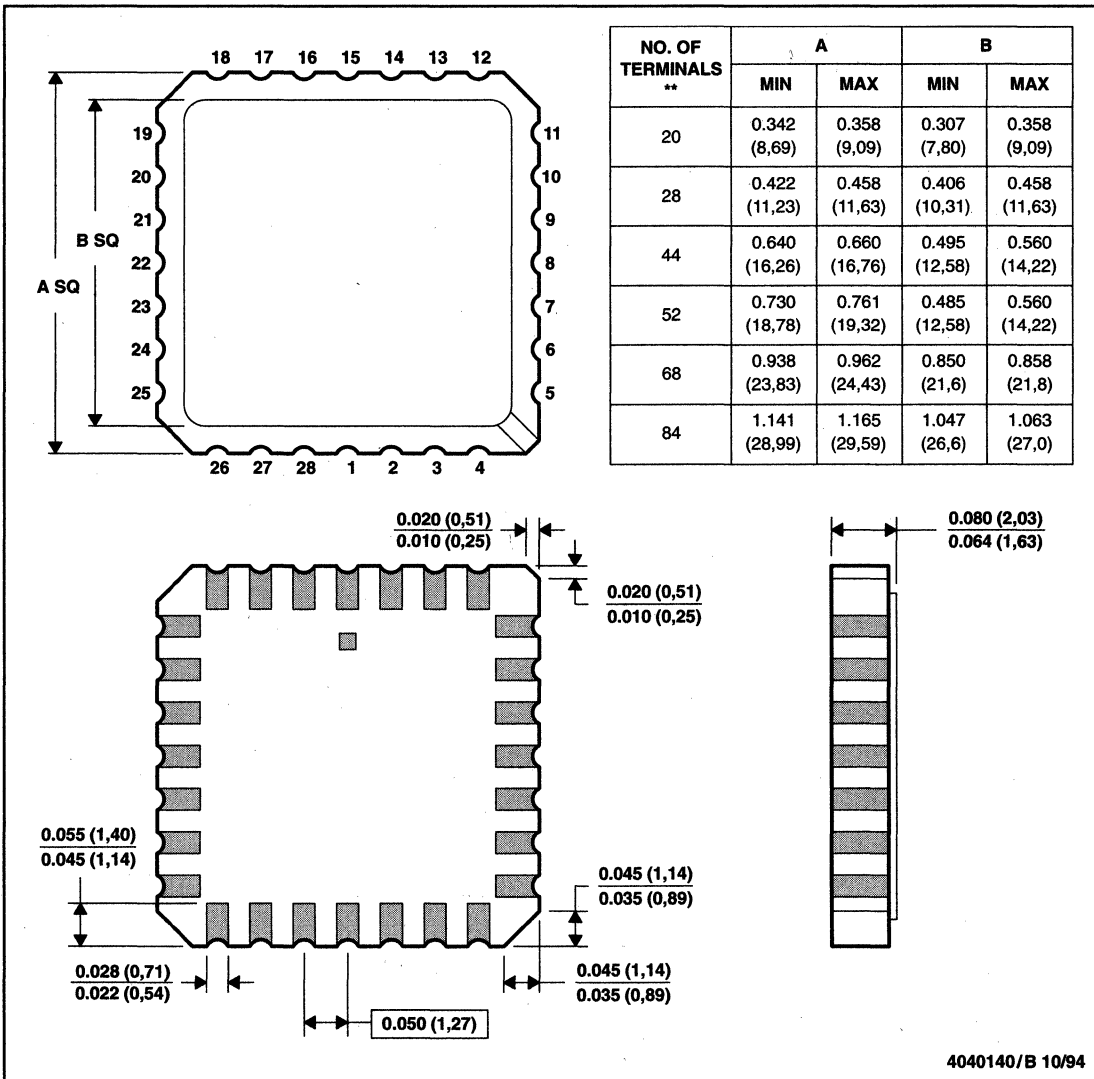 18 17 16 15 14 13 12
19
20
21
22
23
24
25
11
10
9
8
7
6
5
26 27 28 1 2 3 4
B SQ
A SQ
NO. OF TERMINALS ** A B
MIN MAX MIN MAX
20 0.342 (8,69) 0.358 (9,09) 0.307 (7,80) 0.358 (9,09)
28 0.422 (11,23) 0.458 (11,63) 0.406 (10,31) 0.458 (11,63)
44 0.640 (16,26) 0.660 (16,76) 0.495 (12,58) 0.560 (14,22)
52 0.730 (18,78) 0.761 (19,32) 0.485 (12,58) 0.560 (14,22)
68 0.938 (23,83) 0.962 (24,43) 0.850 (21,6) 0.858 (21,8)
84 1.141 (28,99) 1.165 (29,59) 1.047 (26,6) 1.063 (27,0)
0.020 (0,51)
0.010 (0,25)
0.020 (0,51)
0.010 (0,25)
0.080 (2,03)
0.064 (1,63)
0.055 (1,40)
0.045 (1,14)
0.045 (1,14)
0.035 (0,89)
0.028 (0,71)
0.022 (0,54)
0.045 (1,14)
0.035 (0,89)
0.050 (1,27)
4040140/B 10/94